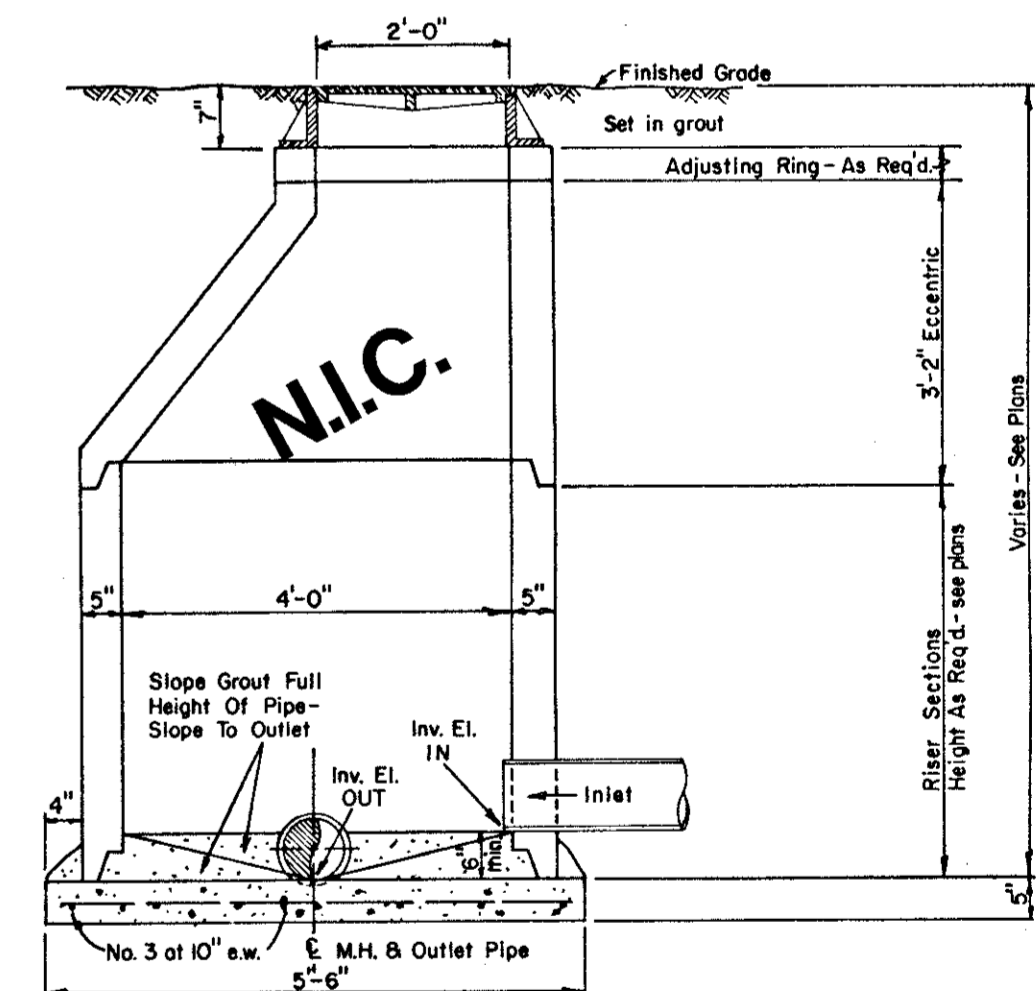 2'-0"
Finished Grade
7"
Set in grout
Adjusting Ring - As Req'd.
3'-2" Eccentric
N.I.C.
Varies - See Plans
5"
4'-0"
5"
Riser Sections
Height As Req'd. - see plans
Slope Grout Full
Height Of Pipe-
Slope To Outlet
Inv. El.
IN
Inv. El.
OUT
Inlet
4"
6"
min.
5"
No. 3 at 10" e.w.
℄ M.H. & Outlet Pipe
5'-6"